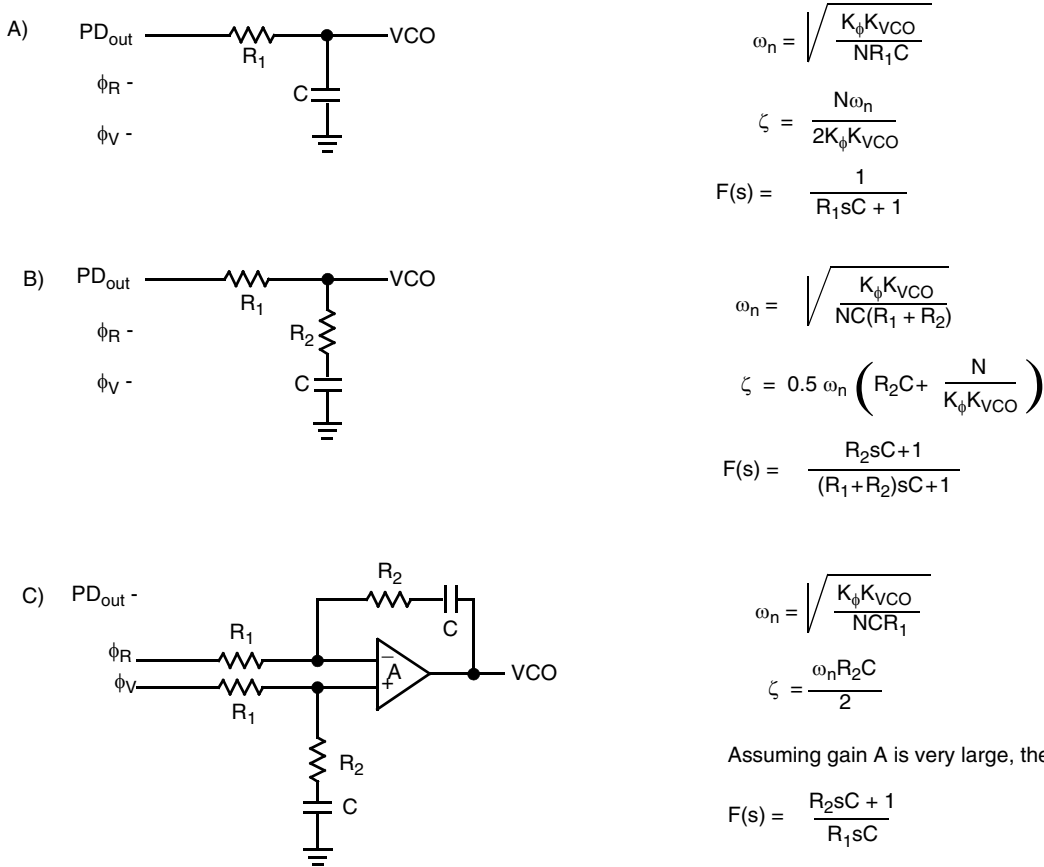 A) PDout VCO
R1
ϕR -
C
ϕV -
ωn = √ KϕKVCO / NR1C
ζ = Nωn / 2KϕKVCO
F(s) = 1 / R1sC + 1
B) PDout VCO
R1
ϕR - R2
ϕV - C
ωn = √ KϕKVCO / NC(R1 + R2)
ζ = 0.5 ωn ( R2C+ N / KϕKVCO )
F(s) = R2sC+1 / (R1+R2)sC+1
C) PDout -
R2
C
R1
ϕR
ϕV
− A +
VCO
R1
R2
C
ωn = √ KϕKVCO / NCR1
ζ = ωnR2C / 2
Assuming gain A is very large, the
F(s) = R2sC + 1 / R1sC